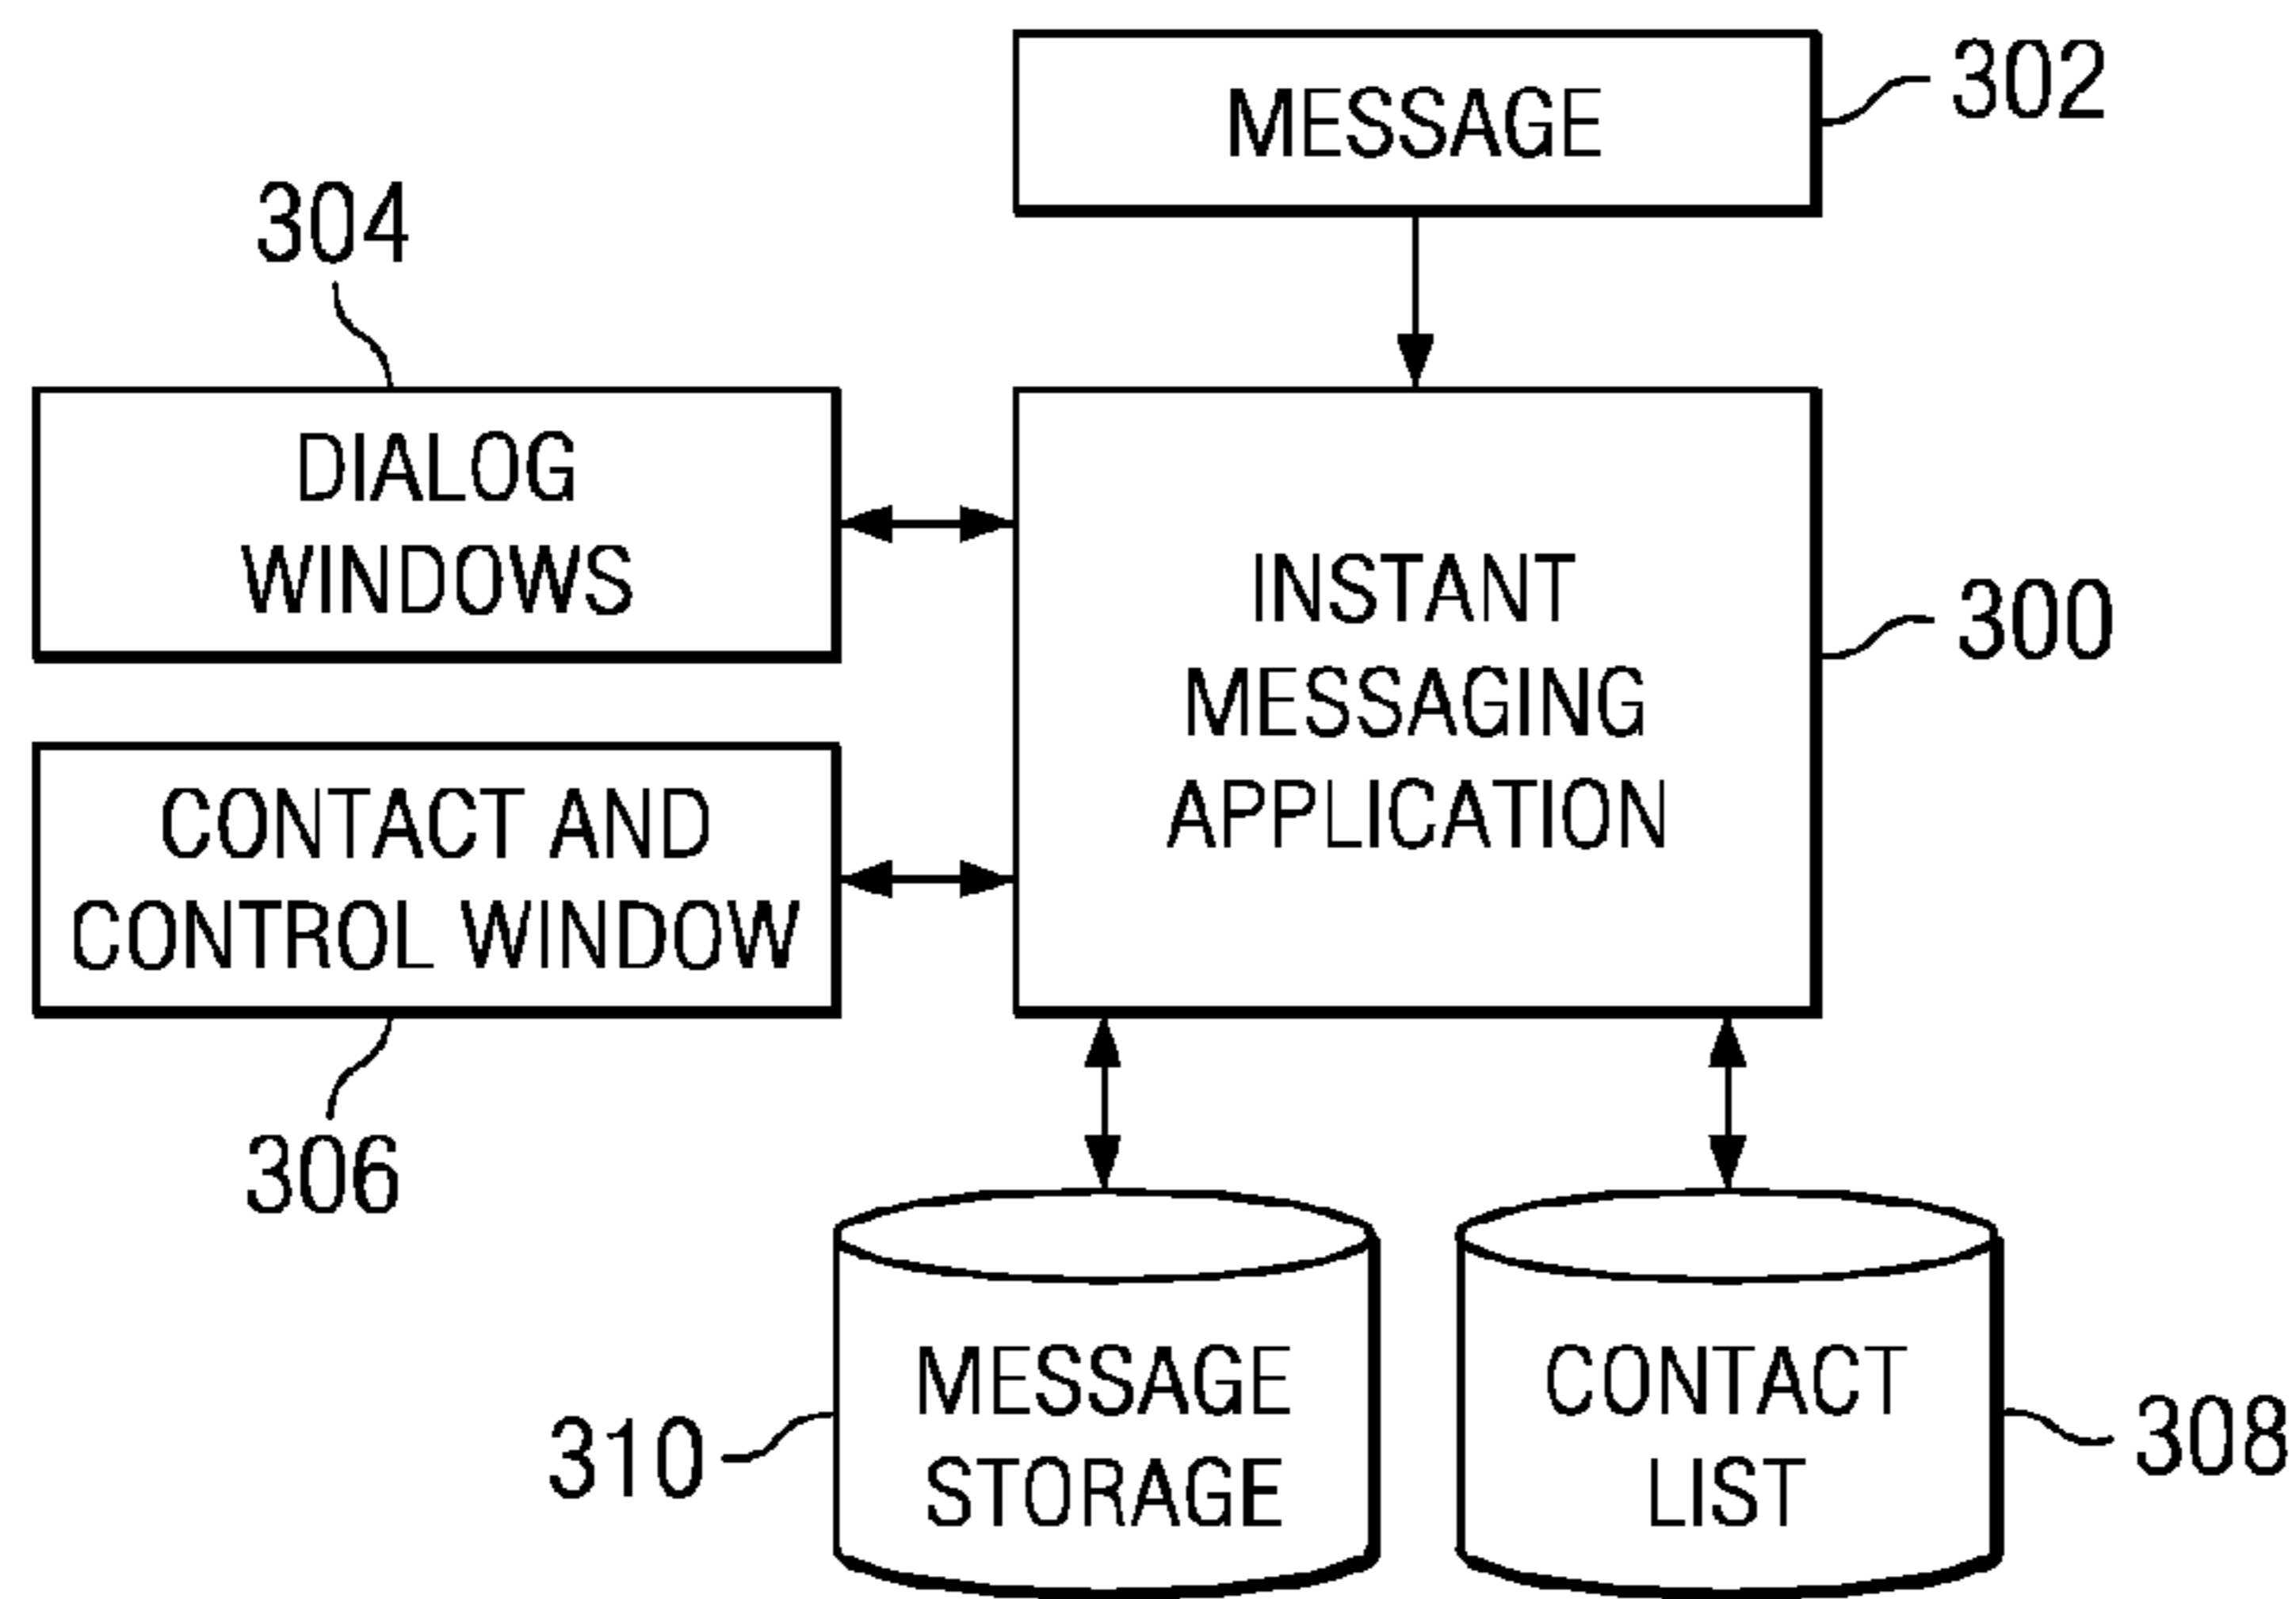 MESSAGE
302
304
DIALOG
WINDOWS
INSTANT
MESSAGING
APPLICATION
300
CONTACT AND
CONTROL WINDOW
306
310
MESSAGE
STORAGE
CONTACT
LIST
308